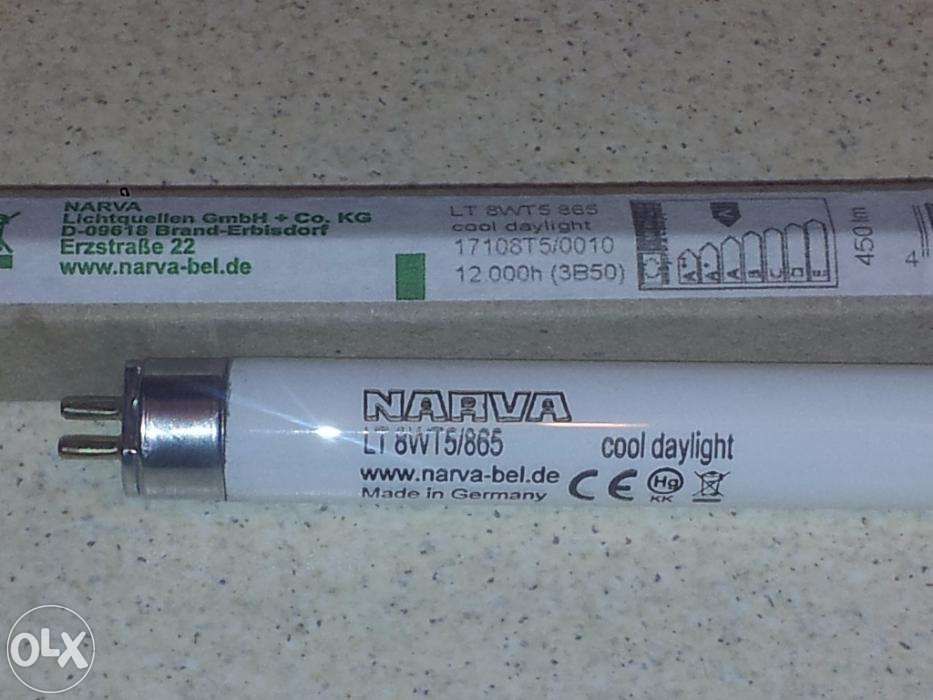 NARVA
Lichtquellen GmbH + Co. KG
D-09618 Brand-Erbisdorf
Erzstraße 22
www.narva-bel.de
LT 8WT5 865
cool daylight
17108T5/0010
12 000h (3B50)
A++
A+
A
B
C
D
E
450 lm
4
NARVA
LT 8WT5/865
cool daylight
www.narva-bel.de
Made in Germany
CE
Hg
KK
OLX